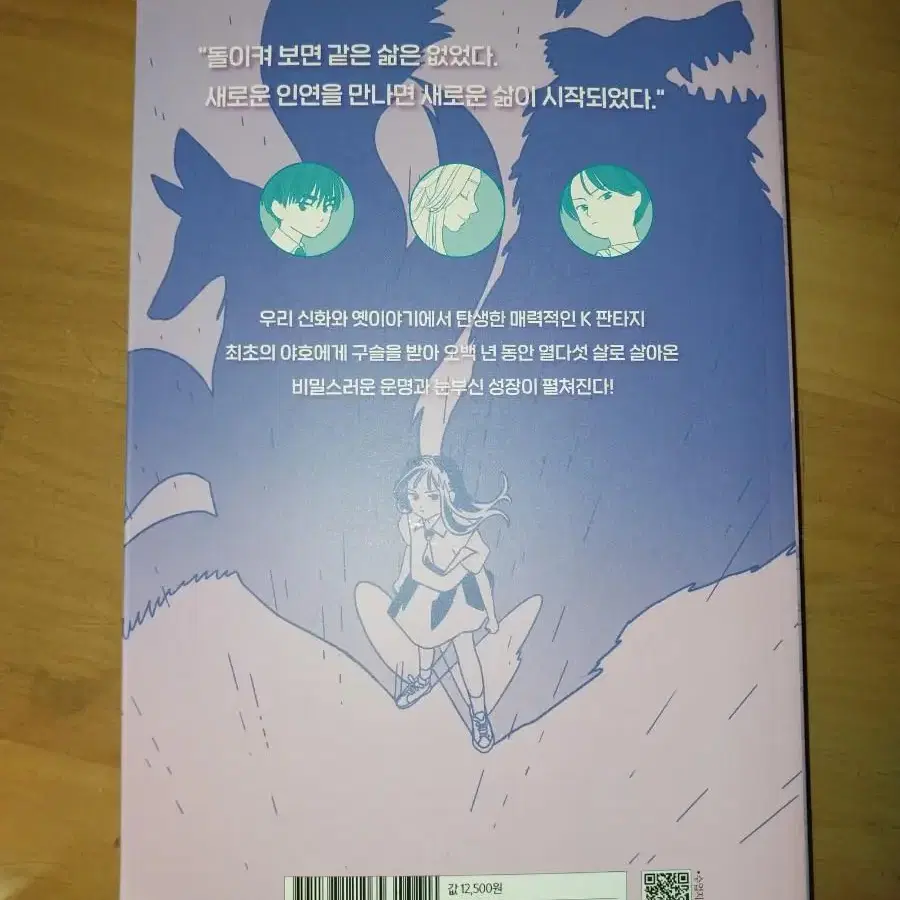 "돌이켜 보면 같은 삶은 없었다.
새로운 인연을 만나면 새로운 삶이 시작되었다."
우리 신화와 옛이야기에서 탄생한 매력적인 K 판타지
최초의 야호에게 구슬을 받아 오백 년 동안 열다섯 살로 살아온
비밀스러운 운명과 눈부신 성장이 펼쳐진다!
값 12,500원